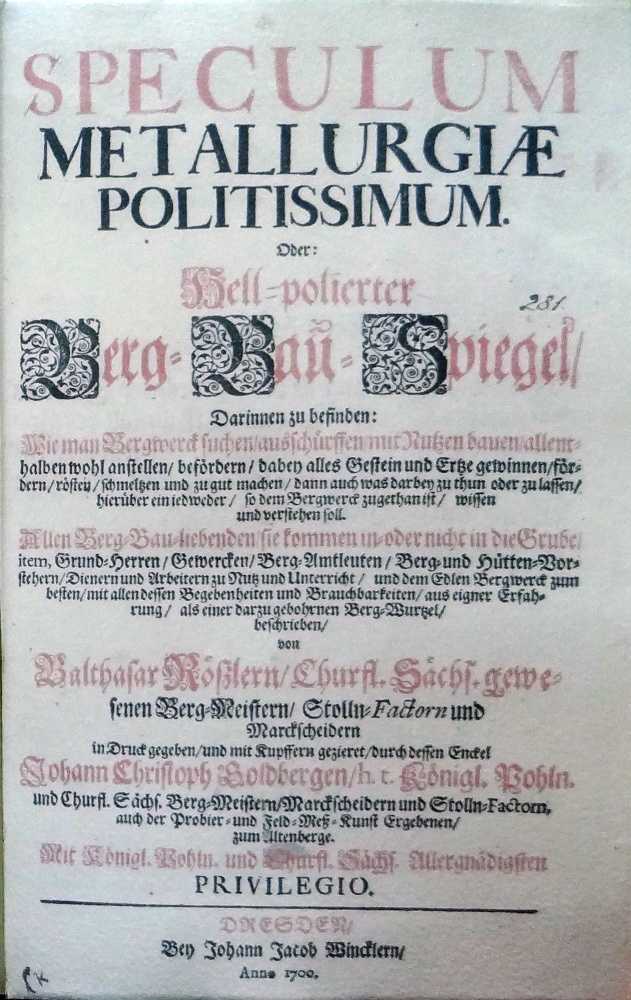 SPECULUM
METALLURGIÆ
POLITISSIMUM.
Oder:
Hell-polierter
281.
Berg-Baũ-Spiegel/
Darinnen zu befinden:
Wie man Bergwerck suchen/ausschürffen/mit Nutzen bauen/allent-
halben wohl anstellen/befördern/dabey alles Gestein und Ertze gewinnen/för-
dern/rösten/schmeltzen und zu gut machen/dann auch was darbey zu thun oder zu lassen/
hierüber ein iedweder/so dem Bergwerck zugethan ist/wissen
und verstehen soll.
Allen Berg-Bau-liebenden/sie kommen in-oder nicht in die Grube/
item, Grund-Herren/Gewercken/Berg-Amtleuten/Berg-und Hütten-Vor-
stehern/Dienern und Arbeitern zu Nutz und Unterricht/und dem Edlen Bergwerck zum
besten/mit allen dessen Begebenheiten und Brauchbarkeiten/aus eigner Erfah-
rung/als einer darzu gebohrnen Berg-Wurtzel/
beschrieben/
von
Balthasar Rößlern/Churfl. Sächs. gewe-
senen Berg-Meistern/Stolln-Factorn und
Marckscheidern
in Druck gegeben/und mit Kupffern gezieret/durch dessen Enckel
Johann Christoph Goldbergen/h. t. Königl. Pohln.
und Churfl. Sächs. Berg-Meistern/Marckscheidern und Stolln-Factorn,
auch der Probier-und Feld-Meß-Kunst Ergebenen/
zum Altenberge.
Mit Königl. Pohln. und Churfl. Sächs. Allergnädigsten
PRIVILEGIO.
DRESDEN/
Bey Johann Jacob Wincklern/
Anno 1700.